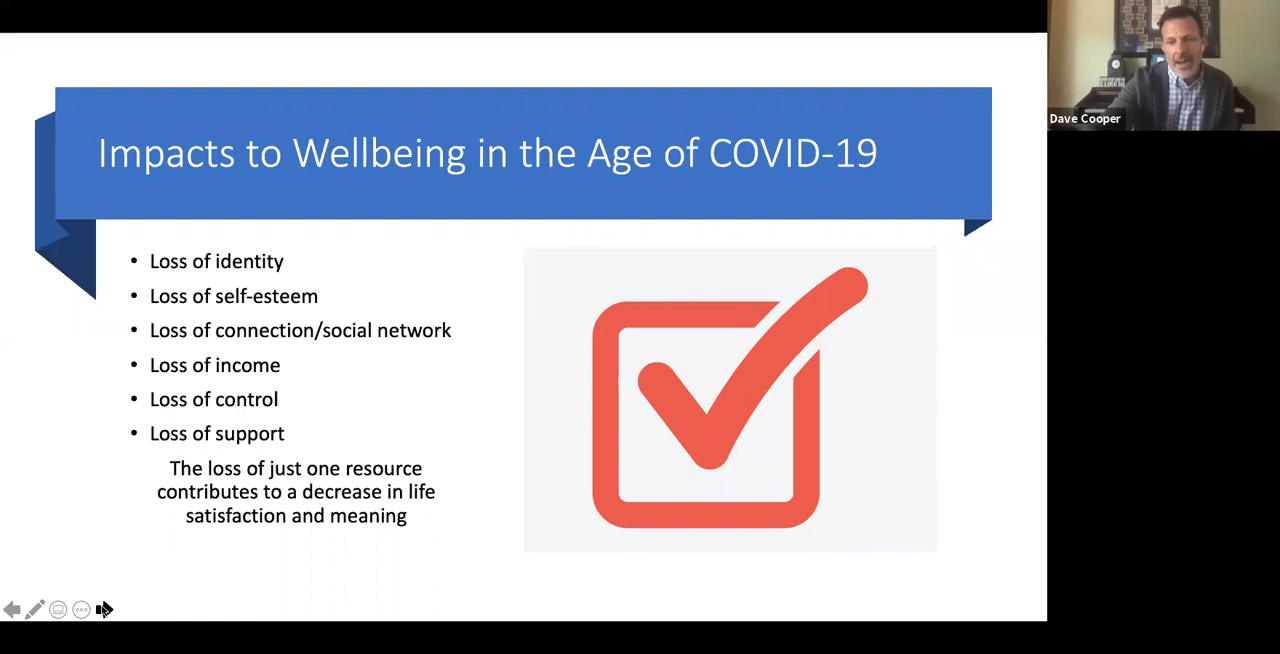 Impacts to Wellbeing in the Age of COVID-19
• Loss of identity
• Loss of self-esteem
• Loss of connection/social network
• Loss of income
• Loss of control
• Loss of support
The loss of just one resource
contributes to a decrease in life
satisfaction and meaning
Dave Cooper